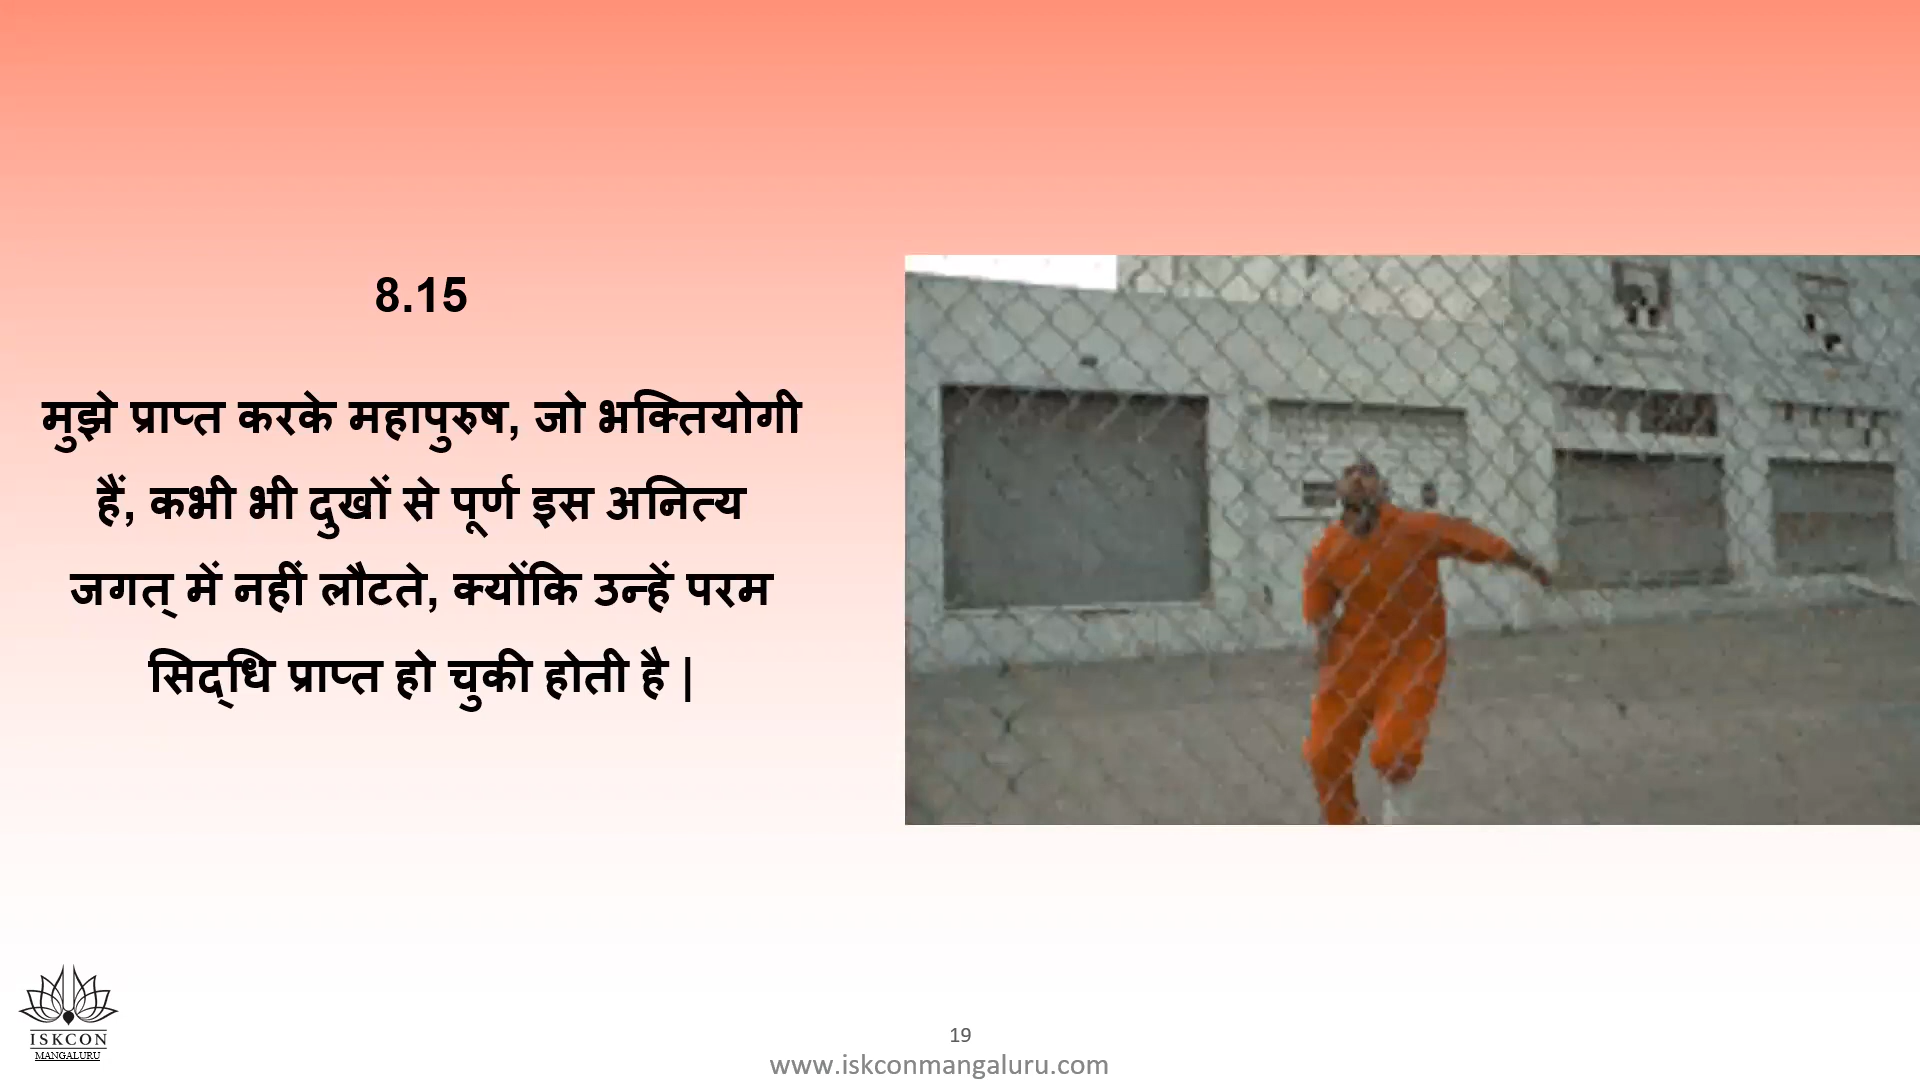 8.15
मुझे प्राप्त करके महापुरुष, जो भक्तियोगी
हैं, कभी भी दुखों से पूर्ण इस अनित्य
जगत् में नहीं लौटते, क्योंकि उन्हें परम
सिद्धि प्राप्त हो चुकी होती है |
ISKCON
MANGALURU
19
www.iskconmangaluru.com